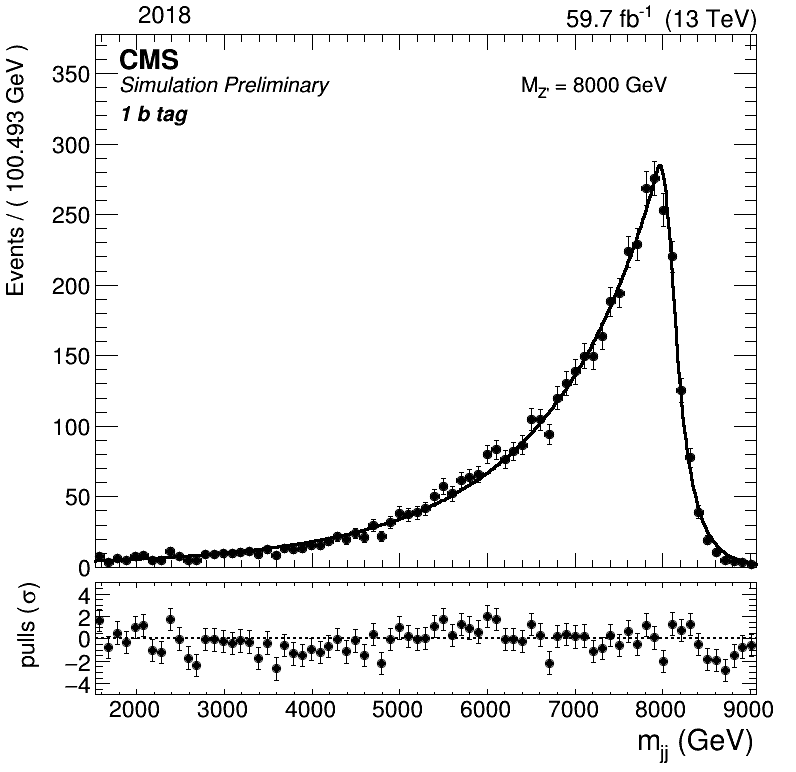 2018
59.7 fb-1 (13 TeV)
CMS
Simulation Preliminary
1 b tag
MZ' = 8000 GeV
Events / ( 100.493 GeV )
350
300
250
200
150
100
50
0
pulls (σ)
4
2
0
−2
−4
2000 3000 4000 5000 6000 7000 8000 9000
mjj (GeV)